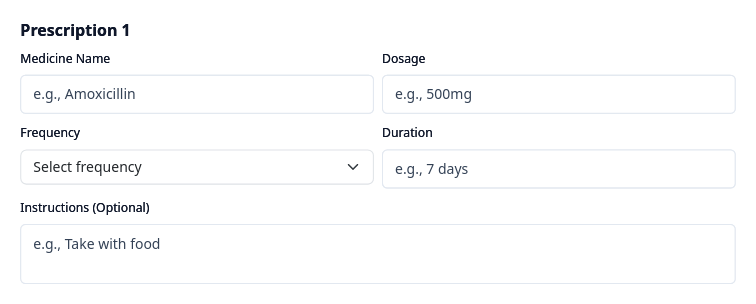 Prescription 1
Medicine Name
Dosage
e.g., Amoxicillin
e.g., 500mg
Frequency
Duration
Select frequency
e.g., 7 days
Instructions (Optional)
e.g., Take with food